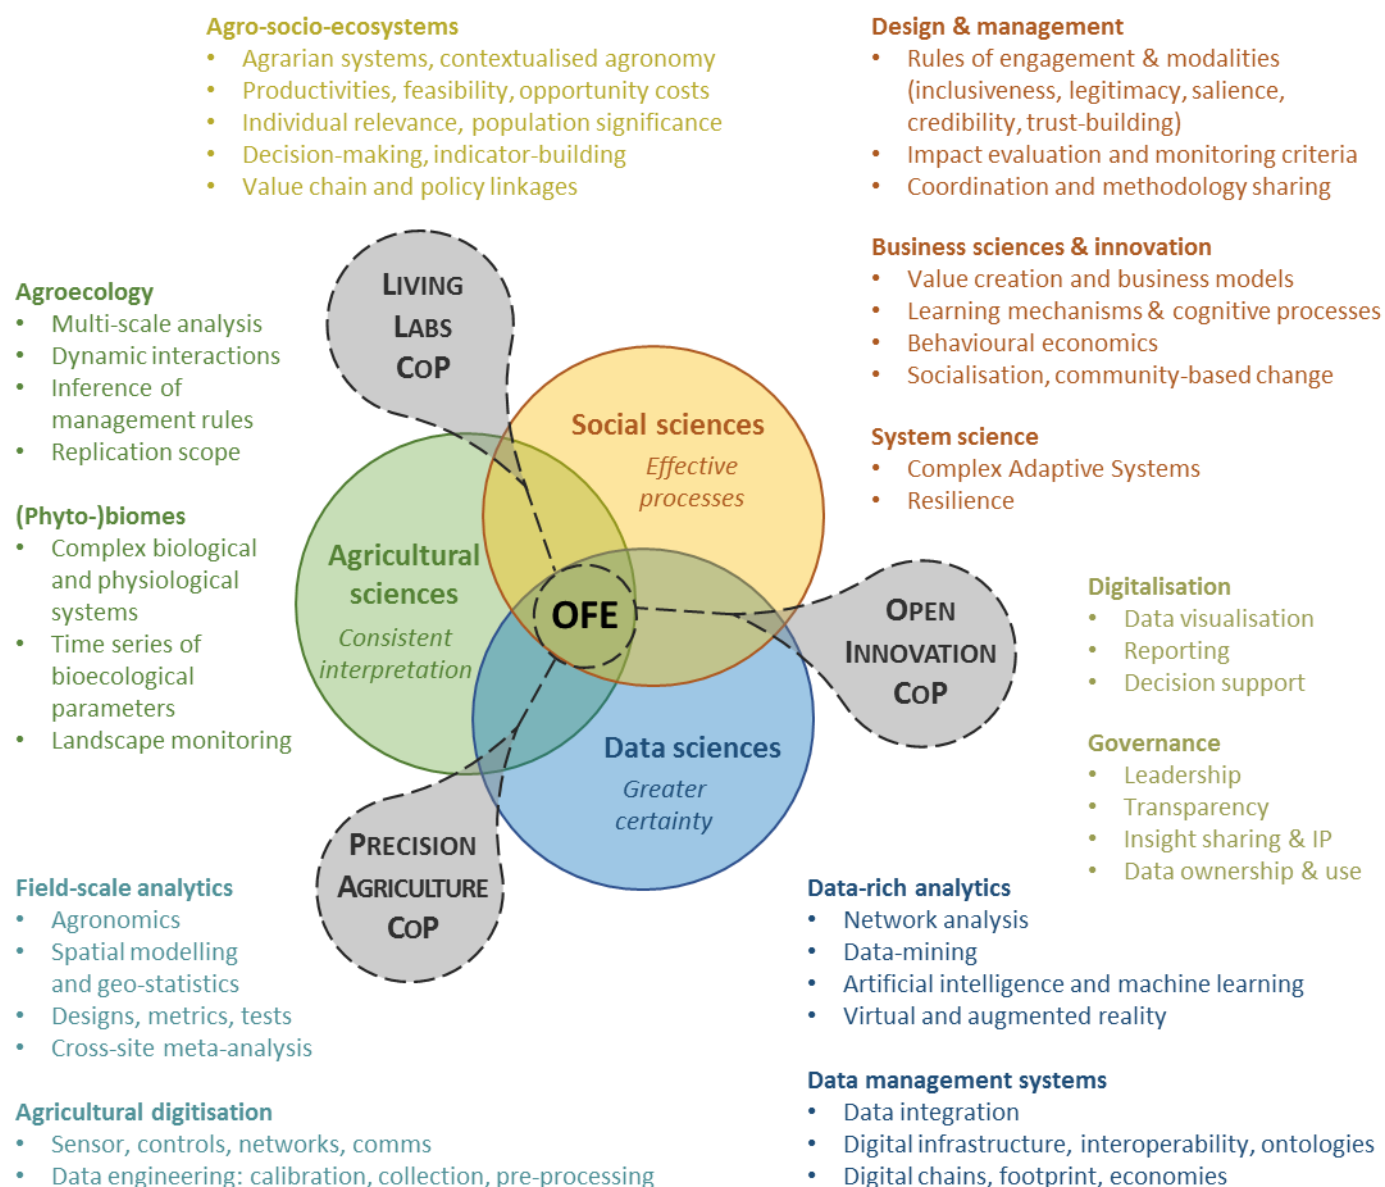 Agro-socio-ecosystems
• Agrarian systems, contextualised agronomy
• Productivities, feasibility, opportunity costs
• Individual relevance, population significance
• Decision-making, indicator-building
• Value chain and policy linkages
Design & management
• Rules of engagement & modalities
(inclusiveness, legitimacy, salience,
credibility, trust-building)
• Impact evaluation and monitoring criteria
• Coordination and methodology sharing
Business sciences & innovation
• Value creation and business models
• Learning mechanisms & cognitive processes
• Behavioural economics
• Socialisation, community-based change
System science
• Complex Adaptive Systems
• Resilience
Agroecology
• Multi-scale analysis
• Dynamic interactions
• Inference of
management rules
• Replication scope
(Phyto-)biomes
• Complex biological
and physiological
systems
• Time series of
bioecological
parameters
• Landscape monitoring
LIVING
LABS
COP
Social sciences
Effective
processes
Agricultural
sciences
Consistent
interpretation
OFE
OPEN
INNOVATION
COP
Data sciences
Greater
certainty
PRECISION
AGRICULTURE
COP
Digitalisation
• Data visualisation
• Reporting
• Decision support
Governance
• Leadership
• Transparency
• Insight sharing & IP
• Data ownership & use
Field-scale analytics
• Agronomics
• Spatial modelling
and geo-statistics
• Designs, metrics, tests
• Cross-site meta-analysis
Agricultural digitisation
• Sensor, controls, networks, comms
• Data engineering: calibration, collection, pre-processing
Data-rich analytics
• Network analysis
• Data-mining
• Artificial intelligence and machine learning
• Virtual and augmented reality
Data management systems
• Data integration
• Digital infrastructure, interoperability, ontologies
• Digital chains, footprint, economies